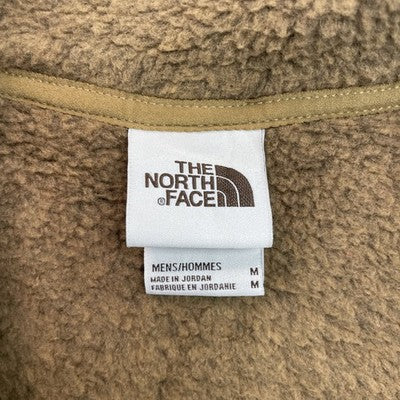 THE
NORTH
®FACE
MENS/HOMMES M
MADE IN JORDAN
FABRIQUE EN JORDANIE M